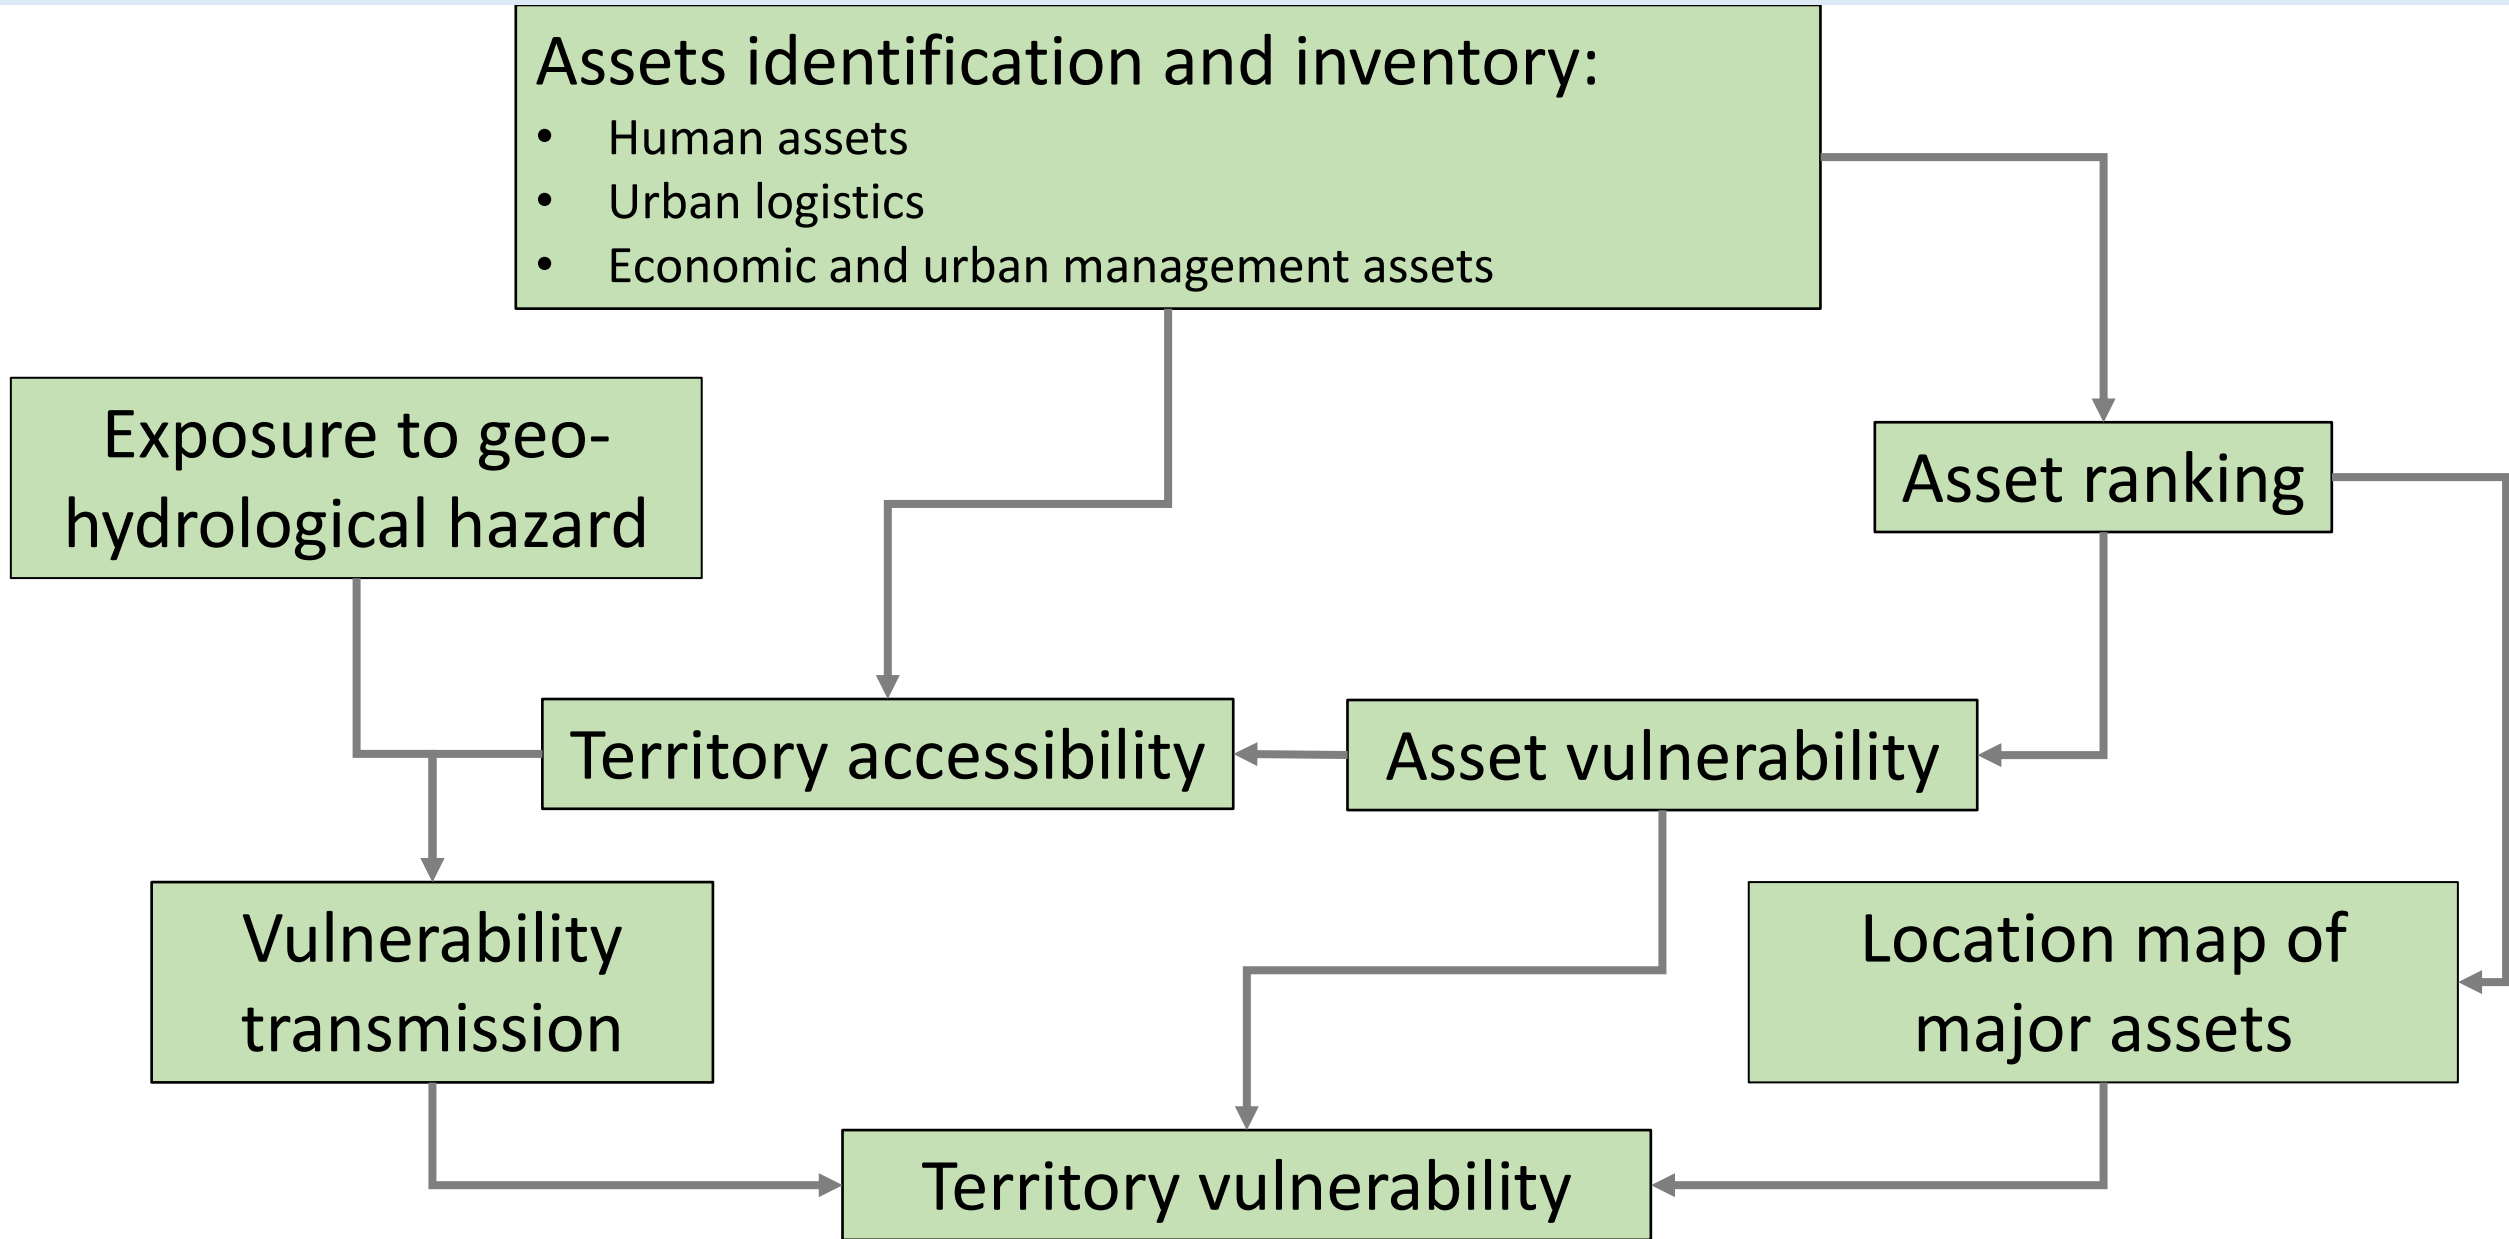 Assets identification and inventory:
• Human assets
• Urban logistics
• Economic and urban management assets
Exposure to geo-
hydrological hazard
Asset ranking
Territory accessibility
Asset vulnerability
Vulnerability
transmission
Location map of
major assets
Territory vulnerability